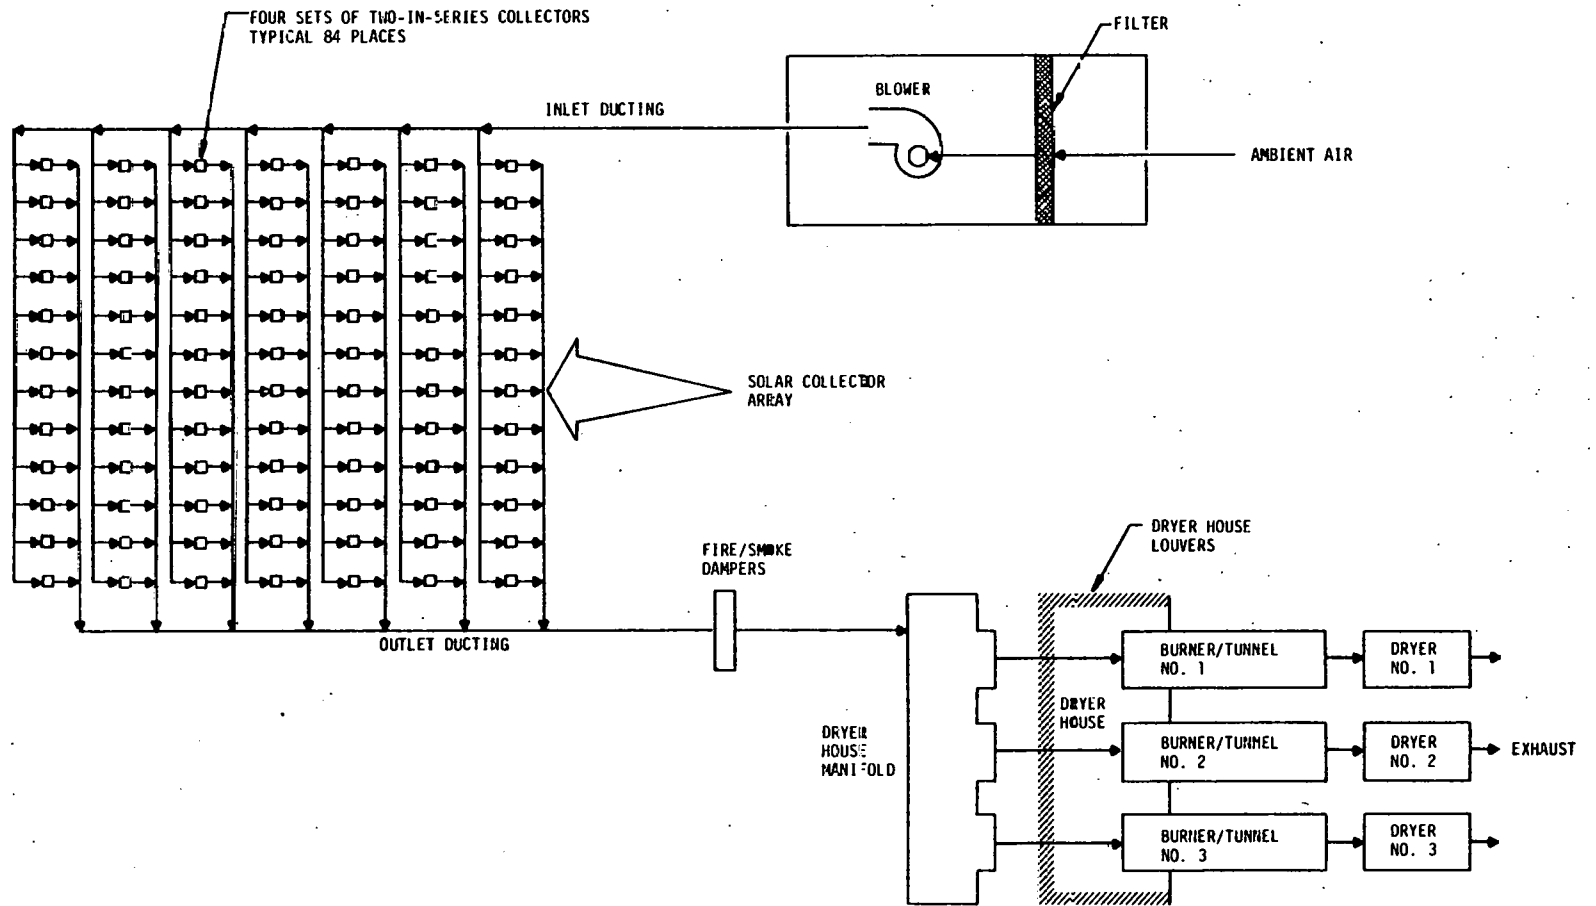 FOUR SETS OF TWO-IN-SERIES COLLECTORS
TYPICAL 84 PLACES
FILTER
BLOWER
INLET DUCTING
AMBIENT AIR
SOLAR COLLECTOR
ARRAY
DRYER HOUSE
LOUVERS
FIRE/SMOKE
DAMPERS
OUTLET DUCTING
DRYER
HOUSE
MANIFOLD
DRYER
HOUSE
BURNER/TUNNEL
NO. 1
DRYER
NO. 1
BURNER/TUNNEL
NO. 2
DRYER
NO. 2
EXHAUST
BURNER/TUNNEL
NO. 3
DRYER
NO. 3